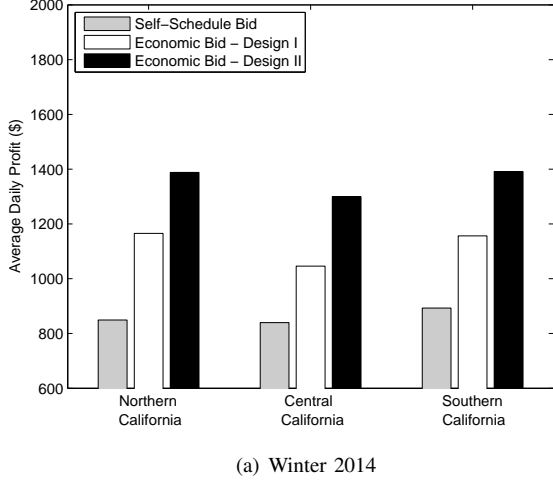 2000
1800
1600
1400
1200
1000
800
600
Average Daily Profit ($)
Self−Schedule Bid
Economic Bid − Design I
Economic Bid − Design II
Northern
California
Central
California
Southern
California
(a) Winter 2014